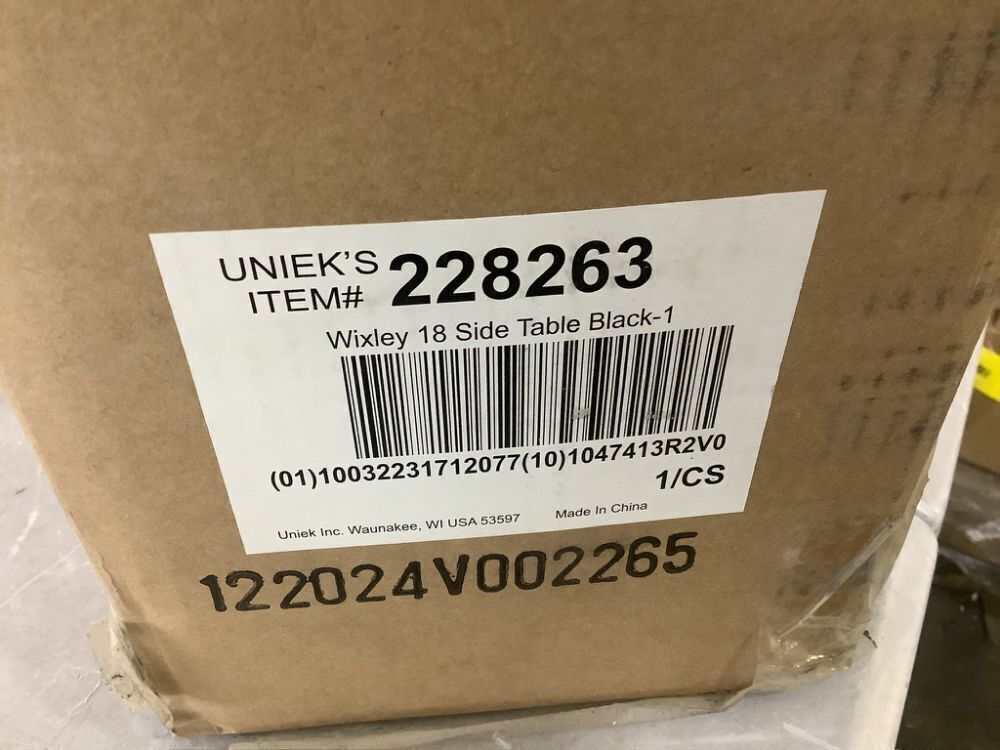 UNIEK'S
ITEM# 228263
Wixley 18 Side Table Black-1
(01)10032231712077(10)1047413R2V0
1/CS
Uniek Inc. Waunakee, WI USA 53597 Made In China
122024V002265